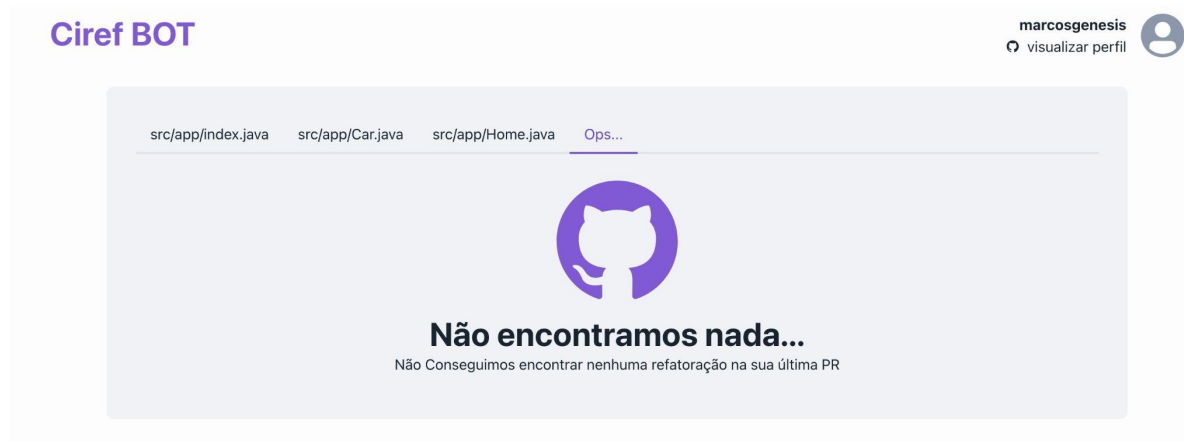 Ciref BOT
marcosgenesis
visualizar perfil
src/app/index.java src/app/Car.java src/app/Home.java Ops...
Não encontramos nada...
Não Conseguimos encontrar nenhuma refatoração na sua última PR